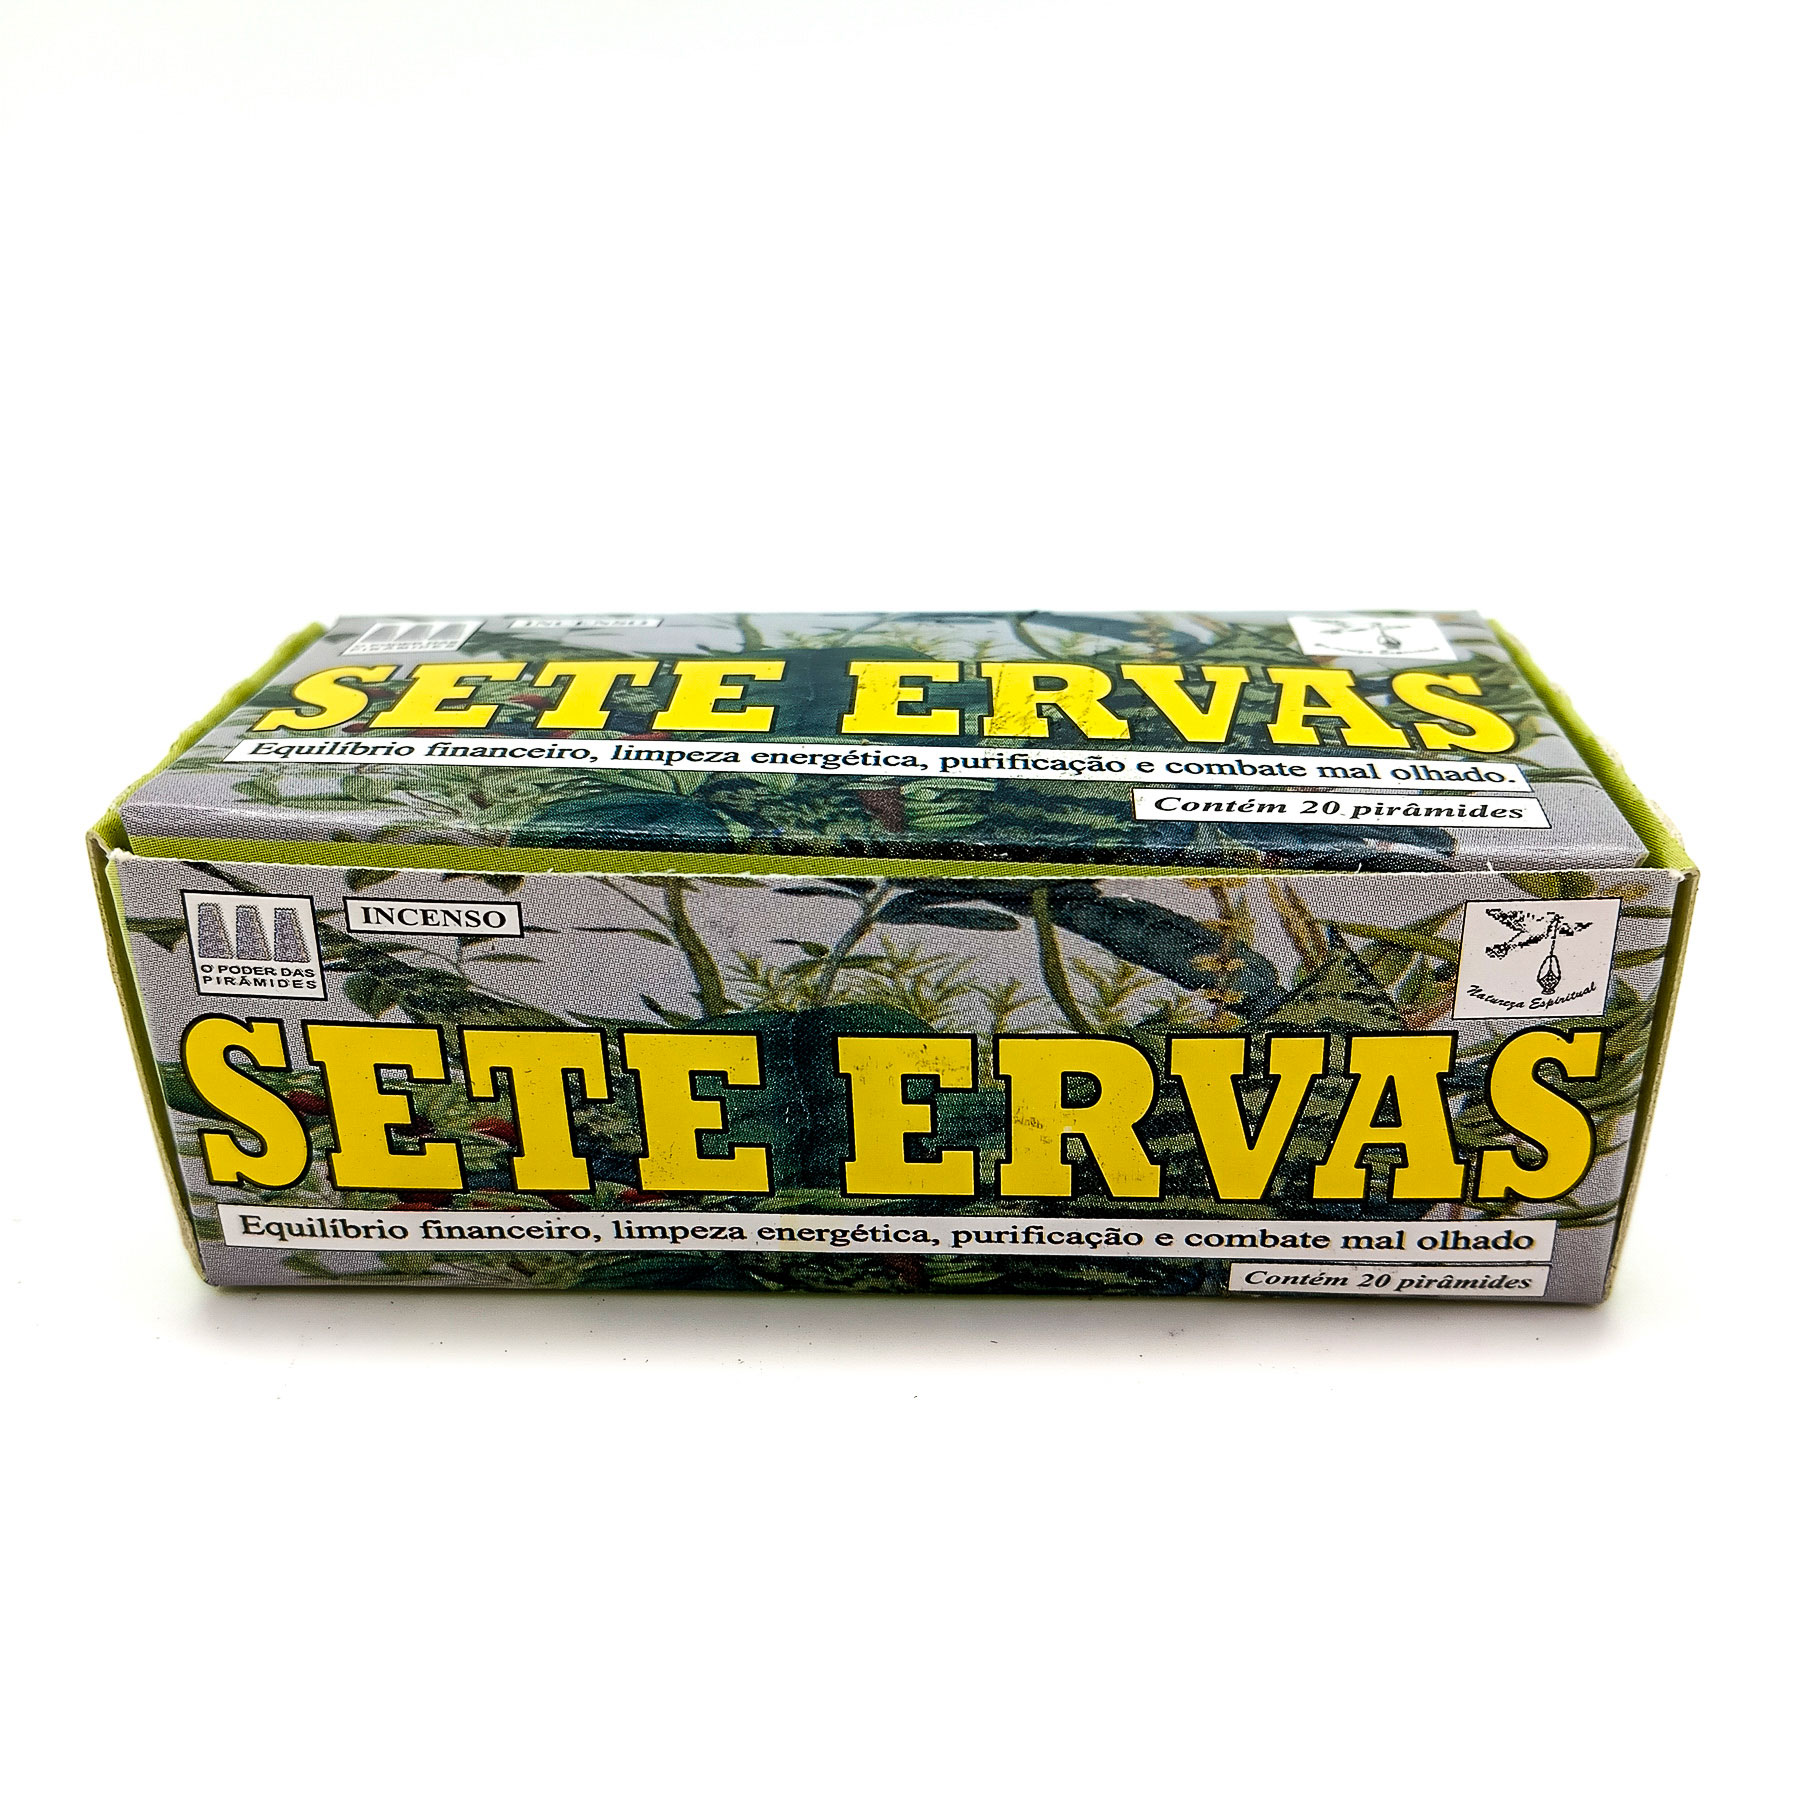 INCENSO
SETE ERVAS
Equilíbrio financeiro, limpeza energética, purificação e combate mal olhado.
Contém 20 pirâmides
INCENSO
O PODER DAS
PIRÂMIDES
Natureza Espiritual
SETE ERVAS
Equilíbrio financeiro, limpeza energética, purificação e combate mal olhado
Contém 20 pirâmides